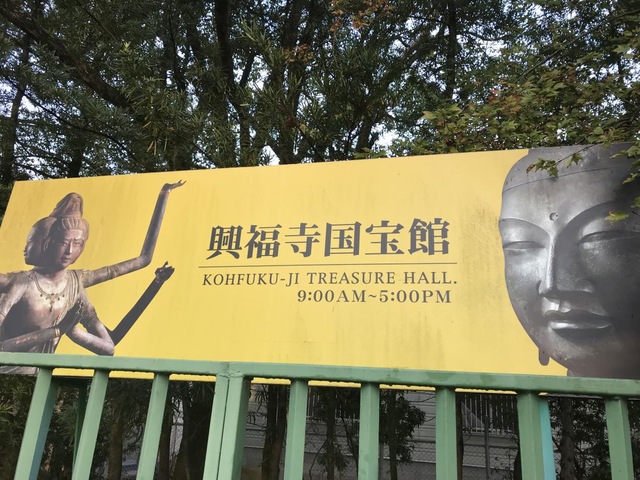 興福寺国宝館
KOHFUKU-JI TREASURE HALL.
9:00AM~5:00PM